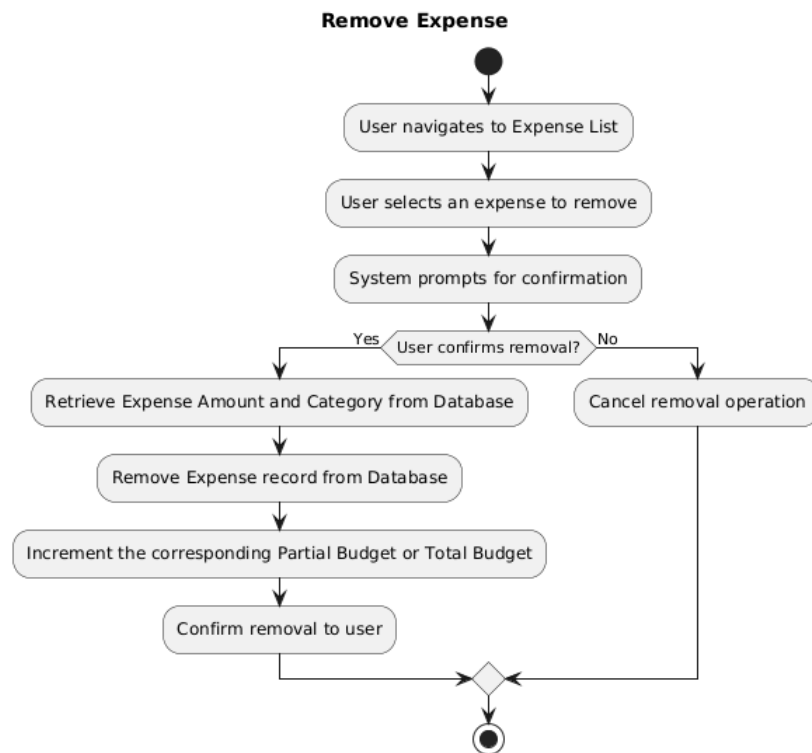 Remove Expense
User navigates to Expense List
User selects an expense to remove
System prompts for confirmation
Yes
User confirms removal?
No
Retrieve Expense Amount and Category from Database
Cancel removal operation
Remove Expense record from Database
Increment the corresponding Partial Budget or Total Budget
Confirm removal to user